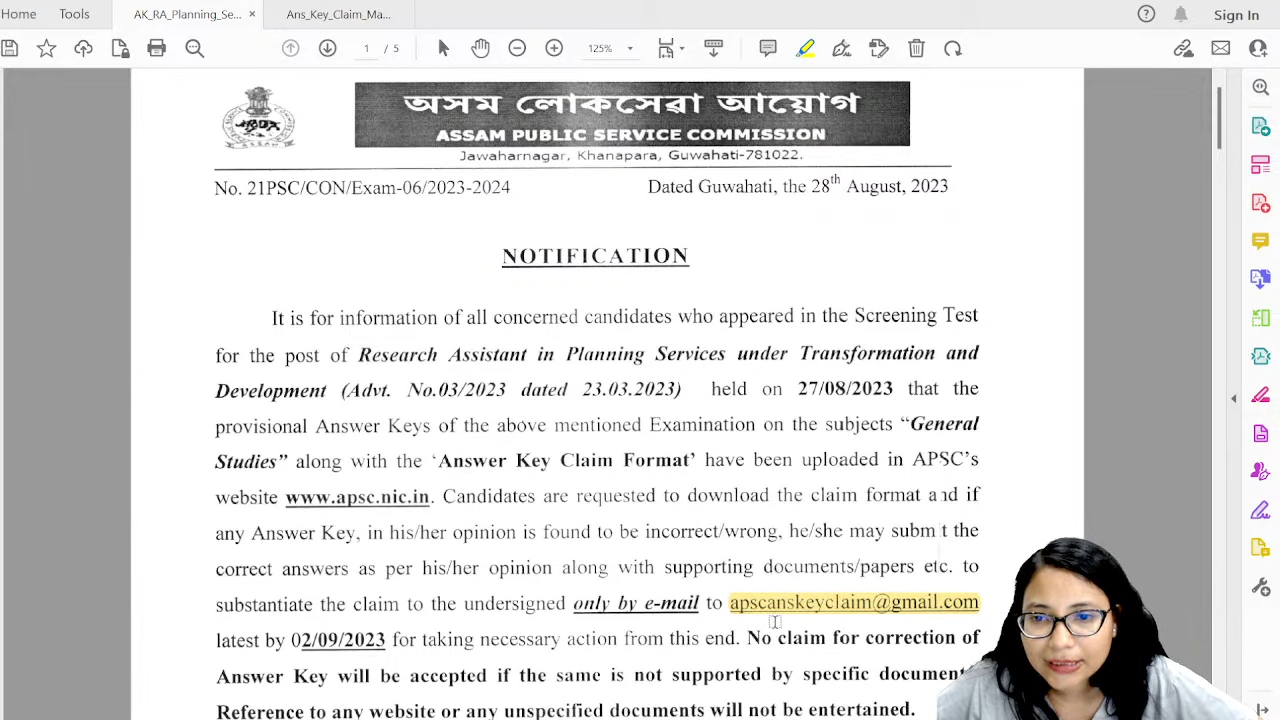 Home Tools AK_RA_Planning_Se... × Ans_Key_Claim_Ma... Sign In
1 / 5 125%
অসম লোকসেৱা আয়োগ
ASSAM PUBLIC SERVICE COMMISSION
Jawaharnagar, Khanapara, Guwahati-781022.
No. 21PSC/CON/Exam-06/2023-2024 Dated Guwahati, the 28th August, 2023
NOTIFICATION
It is for information of all concerned candidates who appeared in the Screening Test
for the post of Research Assistant in Planning Services under Transformation and
Development (Advt. No.03/2023 dated 23.03.2023) held on 27/08/2023 that the
provisional Answer Keys of the above mentioned Examination on the subjects “General
Studies” along with the ‘Answer Key Claim Format’ have been uploaded in APSC’s
website www.apsc.nic.in. Candidates are requested to download the claim format and if
any Answer Key, in his/her opinion is found to be incorrect/wrong, he/she may submit the
correct answers as per his/her opinion along with supporting documents/papers etc. to
substantiate the claim to the undersigned only by e-mail to apscanskeyclaim@gmail.com
latest by 02/09/2023 for taking necessary action from this end. No claim for correction of
Answer Key will be accepted if the same is not supported by specific document
Reference to any website or any unspecified documents will not be entertained.